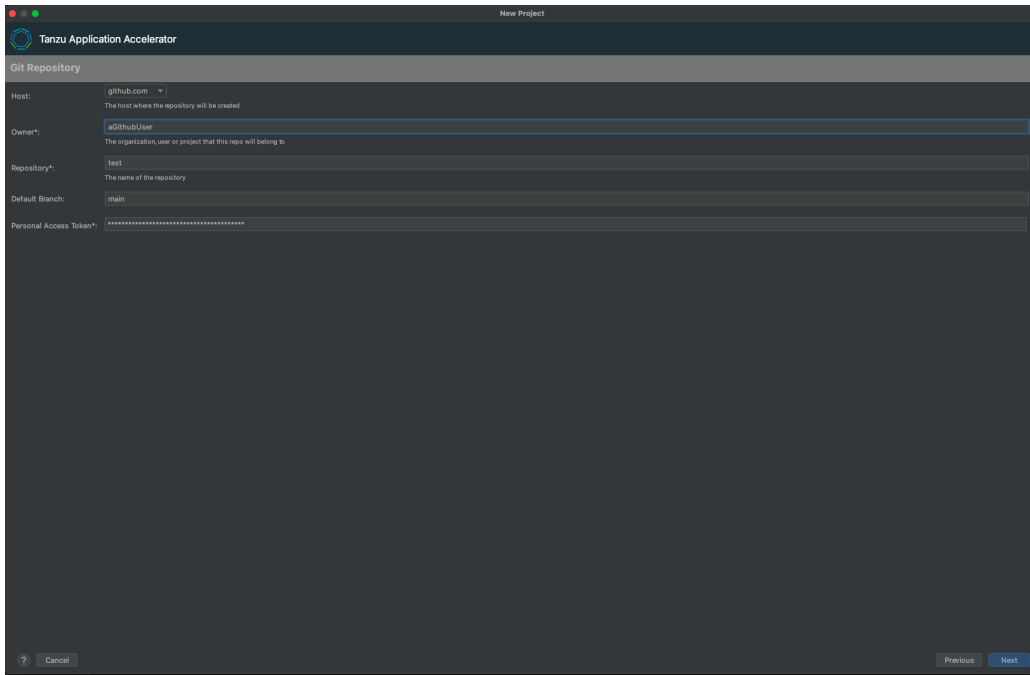 New Project
Tanzu Application Accelerator
Git Repository
Host:
github.com
The host where the repository will be created
Owner*:
aGithubUser
The organization, user or project that this repo will belong to
Repository*:
test
The name of the repository
Default Branch:
main
Personal Access Token*:
****************************************
? Cancel Previous Next